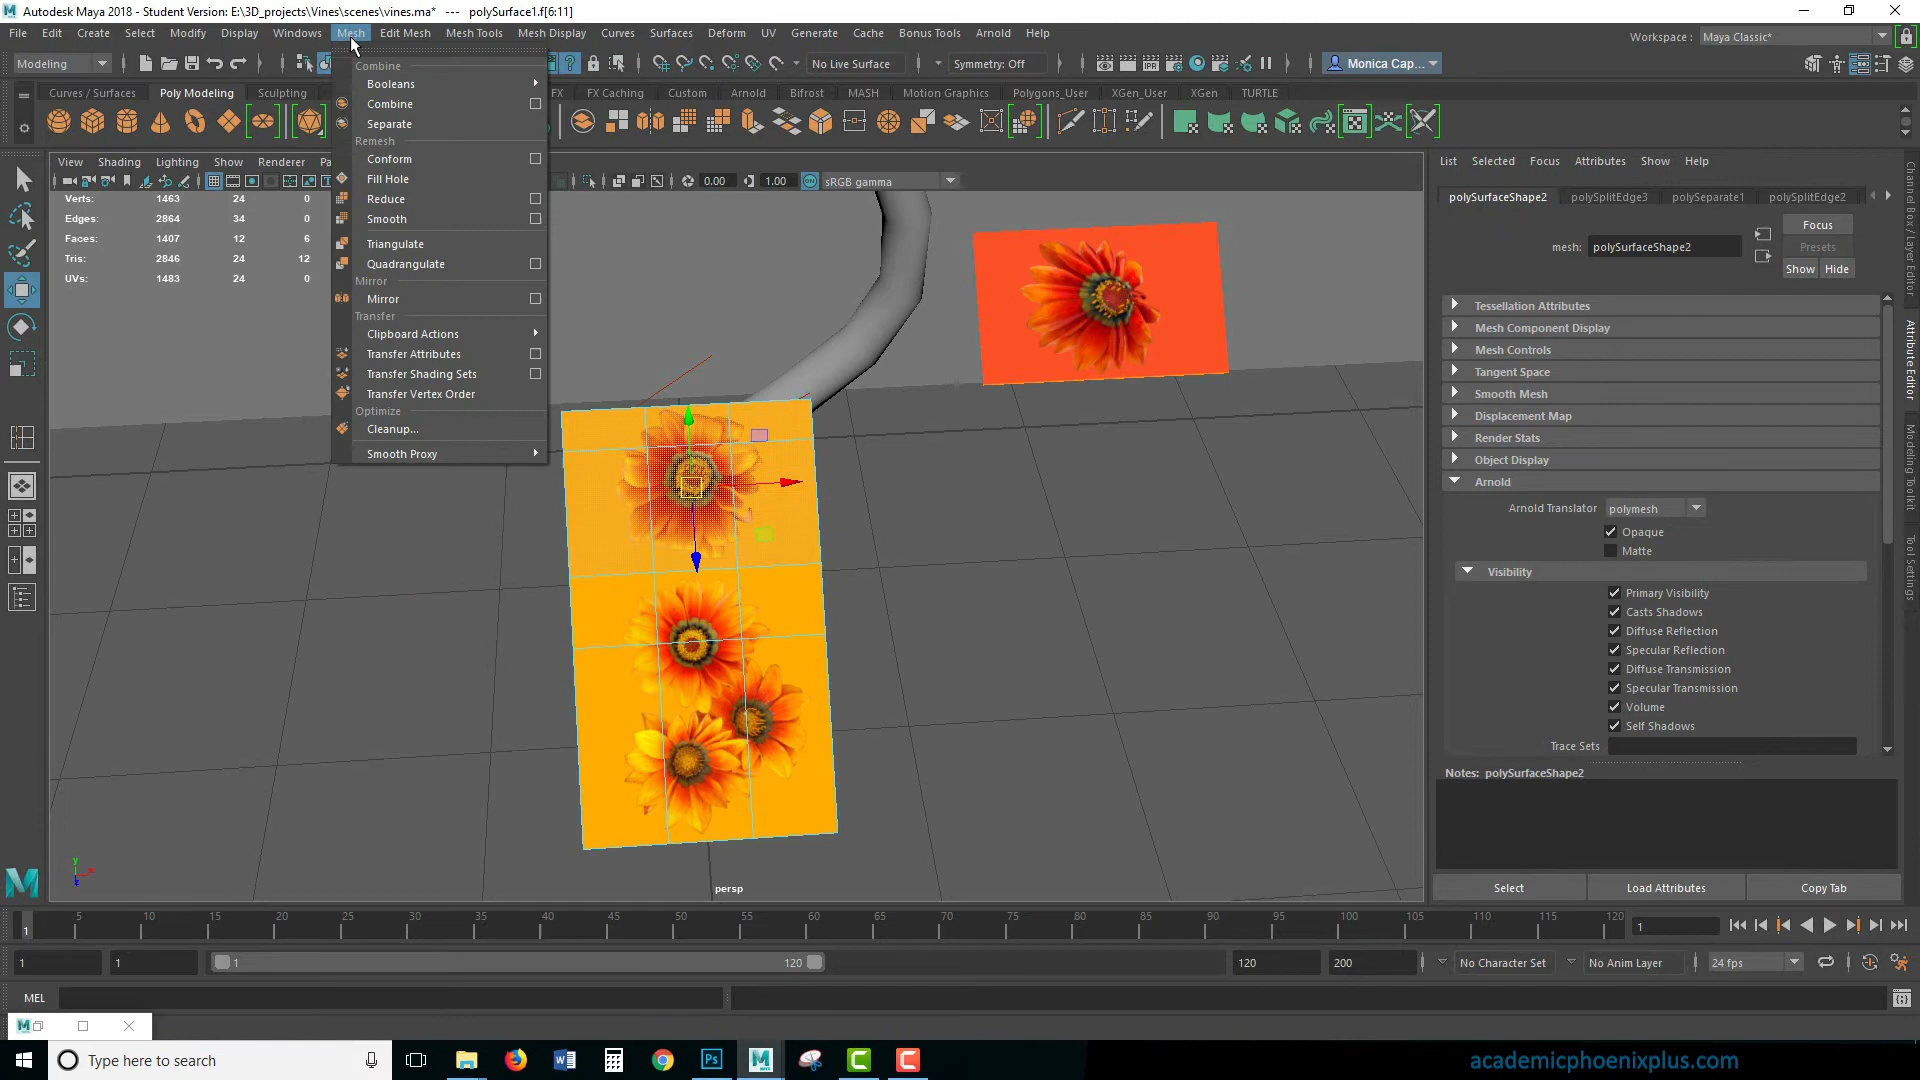 Autodesk Maya 2018 - Student Version: E:\3D_projects\Vines\scenes\vines.ma* --- polySurface1.f[6:11]
File Edit Create Select Modify Display Windows Mesh Edit Mesh Mesh Tools Mesh Display Curves Surfaces Deform UV Generate Cache Bonus Tools Arnold Help
Workspace : Maya Classic*
Modeling
No Live Surface
Symmetry: Off
Monica Cap...
Curves / Surfaces Poly Modeling Sculpting FX FX Caching Custom Arnold Bifrost MASH Motion Graphics Polygons_User XGen_User XGen TURTLE
View Shading Lighting Show Renderer Pa
0.00 1.00 sRGB gamma
Verts: 1463 24 0
Edges: 2864 34 0
Faces: 1407 12 6
Tris: 2846 24 12
UVs: 1483 24 0
Combine
Booleans
Combine
Separate
Remesh
Conform
Fill Hole
Reduce
Smooth
Triangulate
Quadrangulate
Mirror
Mirror
Transfer
Clipboard Actions
Transfer Attributes
Transfer Shading Sets
Transfer Vertex Order
Optimize
Cleanup...
Smooth Proxy
persp
List Selected Focus Attributes Show Help
polySurfaceShape2 polySplitEdge3 polySeparate1 polySplitEdge2
mesh: polySurfaceShape2
Focus
Presets
Show Hide
Tessellation Attributes
Mesh Component Display
Mesh Controls
Tangent Space
Smooth Mesh
Displacement Map
Render Stats
Object Display
Arnold
Arnold Translator polymesh
Opaque
Matte
Visibility
Primary Visibility
Casts Shadows
Diffuse Reflection
Specular Reflection
Diffuse Transmission
Specular Transmission
Volume
Self Shadows
Trace Sets
Notes: polySurfaceShape2
Select Load Attributes Copy Tab
Channel Box / Layer Editor
Attribute Editor
Modeling Toolkit
Tool Settings
5 10 15 20 25 30 35 40 45 50 55 60 65 70 75 80 85 90 95 100 105 110 115 120
1 1
1 1 1 120 120 200 No Character Set No Anim Layer 24 fps
MEL
Type here to search
academicphoenixplus.com